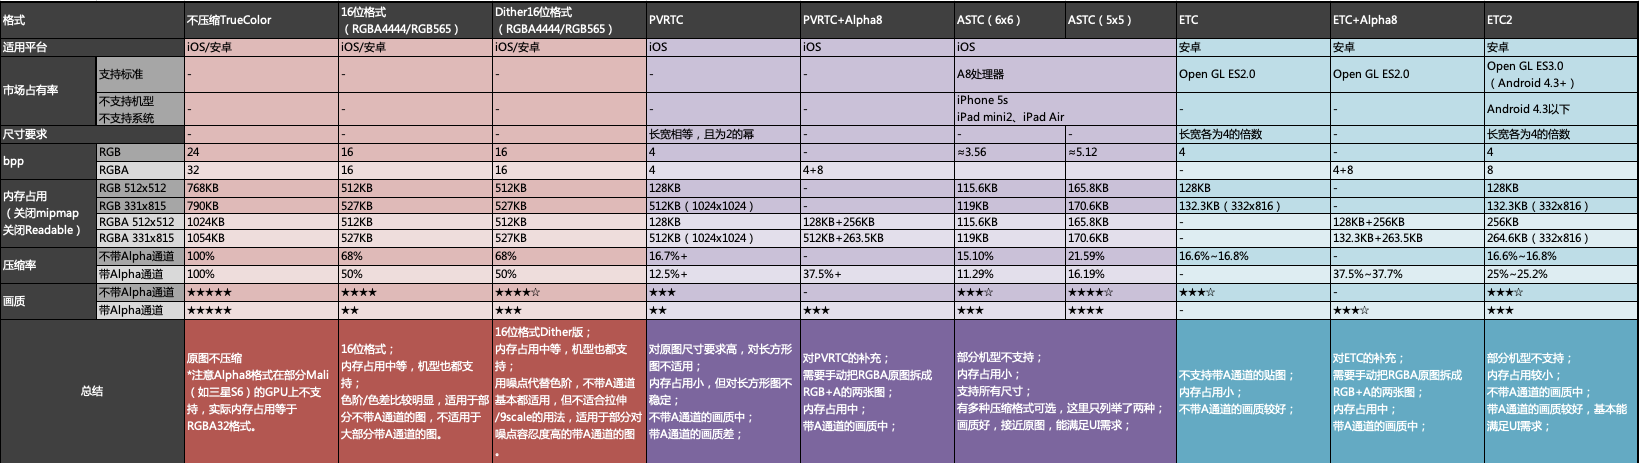 格式 不压缩TrueColor 16位格式（RGBA4444/RGB565） Dither16位格式（RGBA4444/RGB565） PVRTC PVRTC+Alpha8 ASTC（6x6） ASTC（5x5） ETC ETC+Alpha8 ETC2
适用平台 iOS/安卓 iOS/安卓 iOS/安卓 iOS iOS iOS 安卓 安卓 安卓
市场占有率 支持标准 - - - - - A8处理器 Open GL ES2.0 Open GL ES2.0 Open GL ES3.0（Android 4.3+）
不支持机型 不支持系统 - - - - - iPhone 5s iPad mini2、iPad Air - - Android 4.3以下
尺寸要求 - - - 长宽相等，且为2的幂 - - - 长宽各为4的倍数 - 长宽各为4的倍数
bpp RGB 24 16 16 4 - ≈3.56 ≈5.12 4 - 4
RGBA 32 16 16 4 4+8 - 4+8 8
内存占用（关闭mipmap 关闭Readable）
RGB 512x512 768KB 512KB 512KB 128KB - 115.6KB 165.8KB 128KB - 128KB
RGB 331x815 790KB 527KB 527KB 512KB（1024x1024） - 119KB 170.6KB 132.3KB（332x816） - 132.3KB（332x816）
RGBA 512x512 1024KB 512KB 512KB 128KB 128KB+256KB 115.6KB 165.8KB - 128KB+256KB 256KB
RGBA 331x815 1054KB 527KB 527KB 512KB（1024x1024） 512KB+263.5KB 119KB 170.6KB - 132.3KB+263.5KB 264.6KB（332x816）
压缩率 不带Alpha通道 100% 68% 68% 16.7%+ - 15.10% 21.59% 16.6%~16.8% - 16.6%~16.8%
带Alpha通道 100% 50% 50% 12.5%+ 37.5%+ 11.29% 16.19% - 37.5%~37.7% 25%~25.2%
画质 不带Alpha通道 ★★★★★ ★★★★ ★★★★☆ ★★★ - ★★★☆ ★★★★☆ ★★★☆ - ★★★☆
带Alpha通道 ★★★★★ ★★ ★★★ ★★ ★★★ ★★★ ★★★★ - ★★★☆ ★★★
总结
原图不压缩
*注意Alpha8格式在部分Mali
（如三星S6）的GPU上不支
持，实际内存占用等于
RGBA32格式。
16位格式；
内存占用中等，机型也都支
持；
色阶/色差比较明显，适用于部
分不带A通道的图，不适用于
大部分带A通道的图。
16位格式Dither版；
内存占用中等，机型也都支
持；
用噪点代替色阶，不带A通道
基本都适用，但不适合拉伸
/9scale的用法，适用于部分对
噪点容忍度高的带A通道的图
。
对原图尺寸要求高，对长方形
图不适用；
内存占用小，但对长方图不
稳定；
不带A通道的画质中；
带A通道的画质差；
对PVRTC的补充；
需要手动把RGBA原图拆成
RGB+A的两张图；
内存占用中；
带A通道的画质中；
部分机型不支持；
内存占用小；
支持所有尺寸；
有多种压缩格式可选，这里只列举了两种；
画质好，接近原图，能满足UI需求；
不支持带A通道的贴图；
内存占用小；
不带A通道的画质较好；
对ETC的补充；
需要手动把RGBA原图拆成
RGB+A的两张图；
内存占用中；
带A通道的画质中；
部分机型不支持；
内存占用较小；
不带A通道的画质中；
带A通道的画质较好，基本能
满足UI需求；